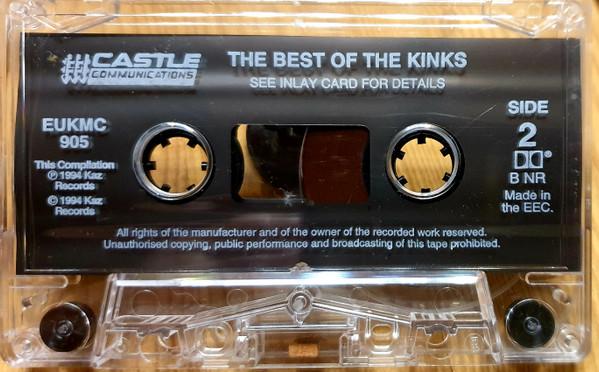 CASTLE
COMMUNICATIONS
THE BEST OF THE KINKS
SEE INLAY CARD FOR DETAILS
EUKMC
905
This Compilation
℗ 1994 Kaz
Records
© 1994 Kaz
Records
SIDE
2
B NR
Made in
the EEC.
All rights of the manufacturer and of the owner of the recorded work reserved.
Unauthorised copying, public performance and broadcasting of this tape prohibited.